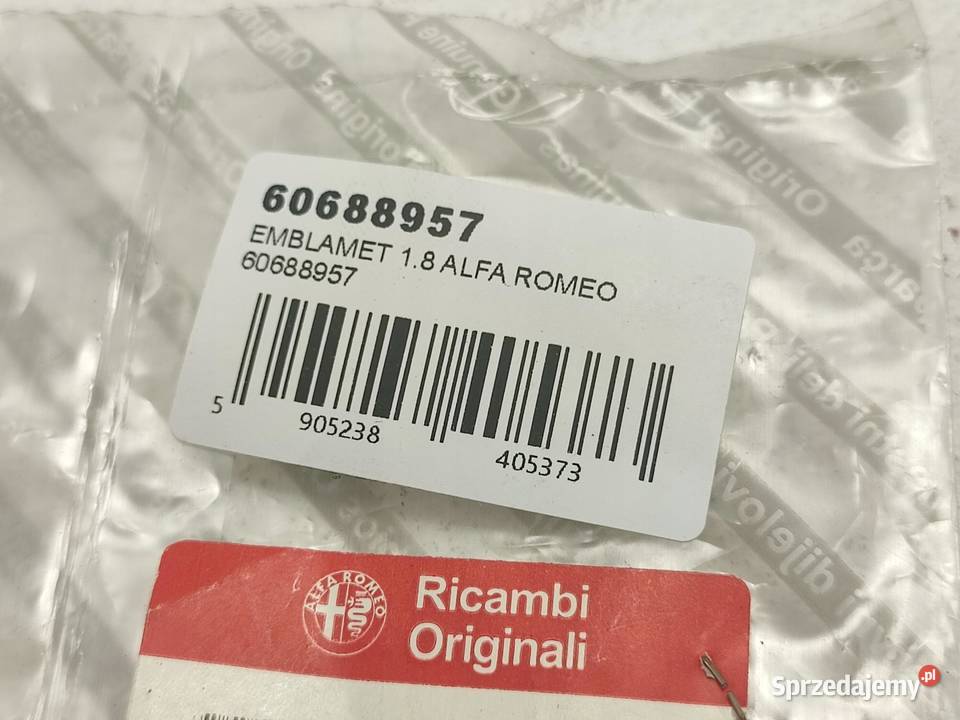 60688957
EMBLAMET 1.8 ALFA ROMEO
60688957
5 905238 405373
ALFA ROMEO
Ricambi
Originali
Sprzedajemy.pl